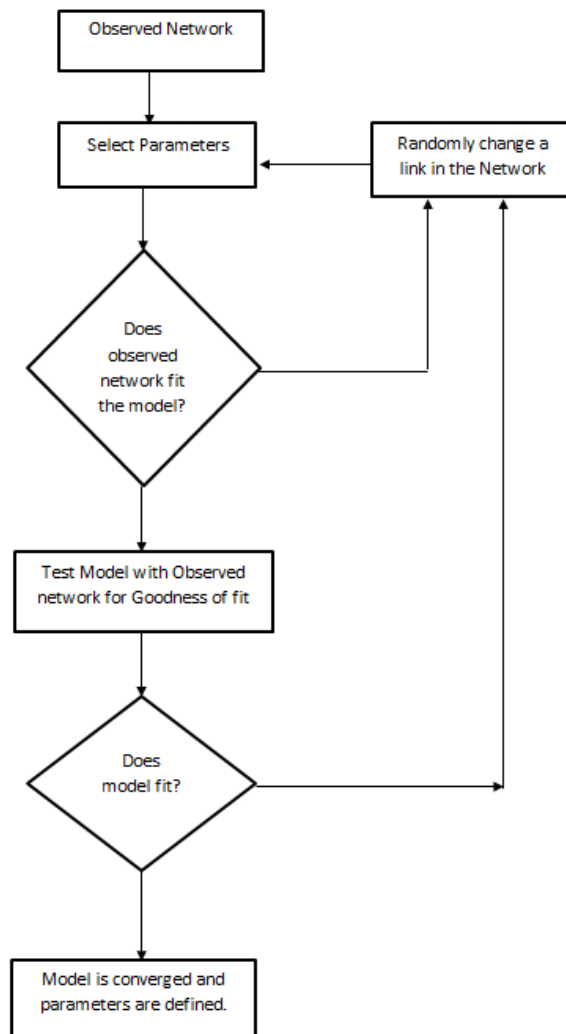 Observed Network
Select Parameters
Randomly change a
link in the Network
Does
observed
network fit
the model?
Test Model with Observed
network for Goodness of fit
Does
model fit?
Model is converged and
parameters are defined.